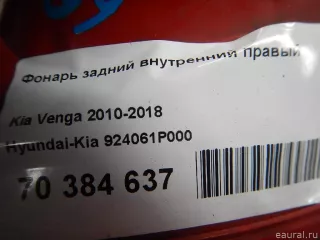 Фонарь задний внутренний правый
Kia Venga 2010-2018
Hyundai-Kia 924061P000
70 384 637
eaural.ru